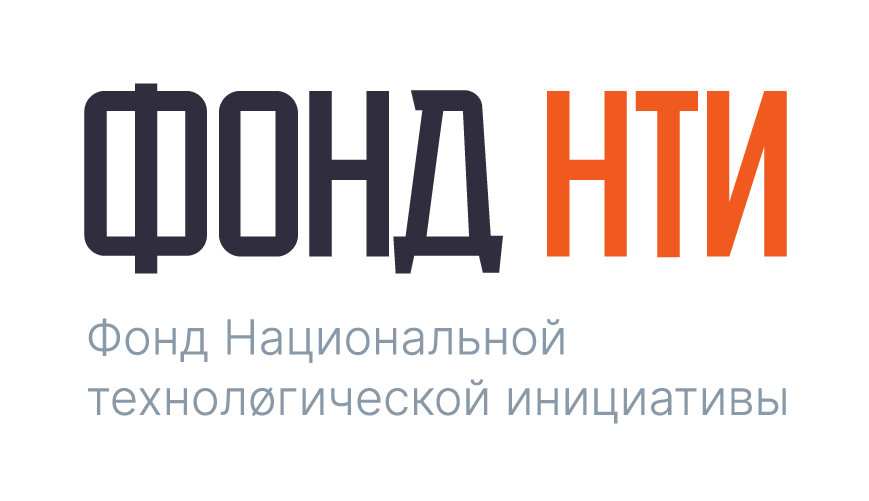 ФОНД НТИ
Фонд Национальной
технолøгической инициативы